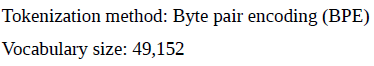 Tokenization method: Byte pair encoding (BPE)
Vocabulary size: 49,152